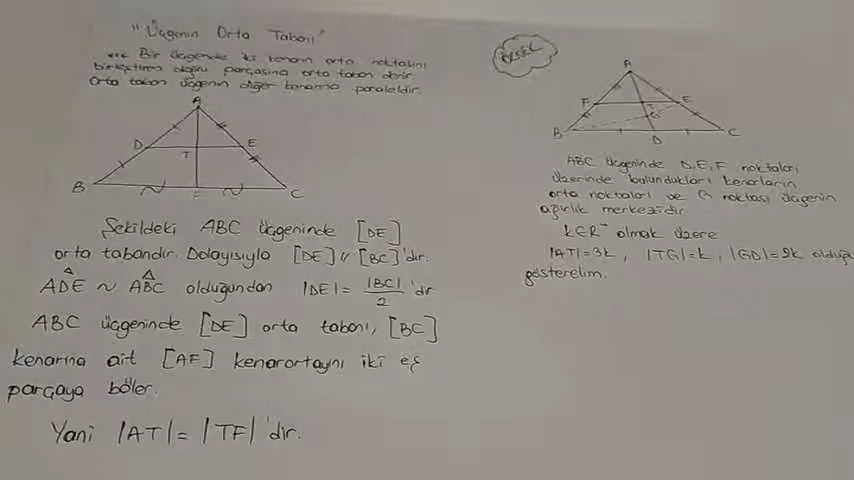 "Üçgenin Orta Tabanı"
Bir üçgende iki kenarın orta noktasını
birleştiren doğru parçasına orta taban denir.
Orta taban üçgenin diğer kenarına paraleldir.
A
D
E
T
B
F
C
Şekildeki ABC üçgeninde [DE]
orta tabandır. Dolayısıyla [DE] // [BC]'dir.
ADE ~ ABC olduğundan |DE| = |BC|/2 'dir
ABC üçgeninde [DE] orta tabanı, [BC]
kenarına ait [AF] kenarortayını iki eş
parçaya böler.
Yani |AT| = |TF| 'dir.
ÖRNEK
A
F
E
T
G
B
D
C
ABC üçgeninde D, E, F noktaları
üzerinde bulundukları kenarların
orta noktaları ve G noktası üçgenin
ağırlık merkezidir
k∈R⁺ olmak üzere
|AT|=3k, |TG|=k, |GD|=2k olduğu
gösterelim.